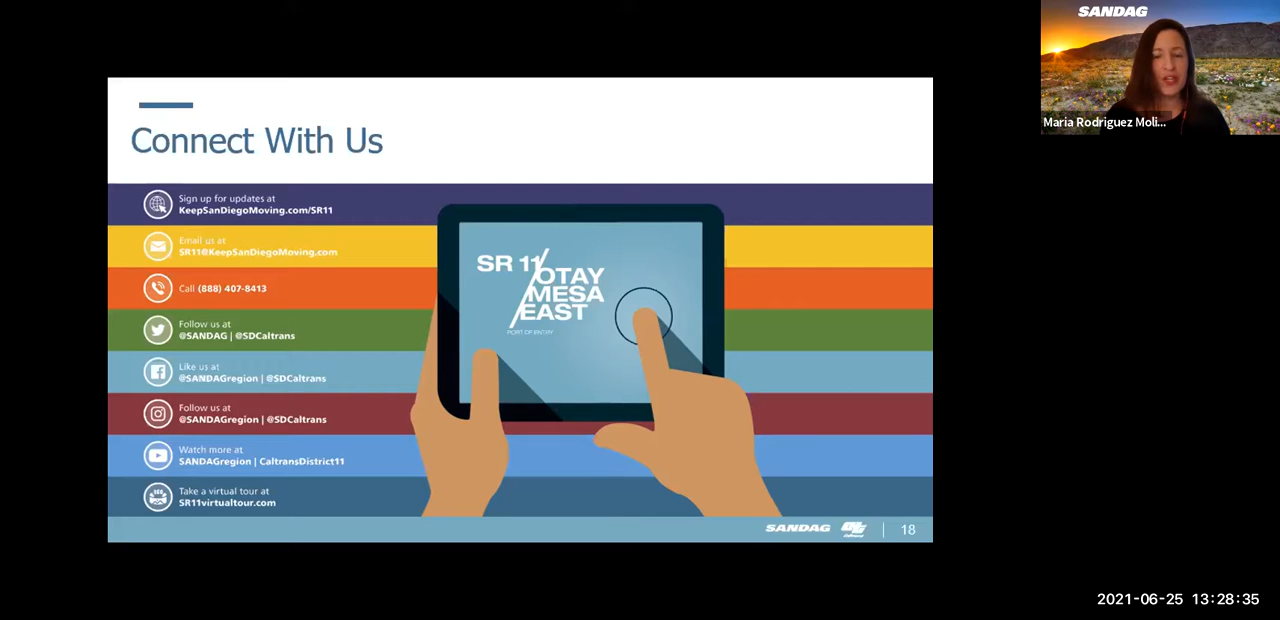 SANDAG
Maria Rodriguez Moli...
Connect With Us
Sign up for updates at
KeepSanDiegoMoving.com/SR11
Email us at
SR11@KeepSanDiegoMoving.com
Call (888) 407-8413
Follow us at
@SANDAG | @SDCaltrans
Like us at
@SANDAGregion | @SDCaltrans
Follow us at
@SANDAGregion | @SDCaltrans
Watch more at
SANDAGregion | CaltransDistrict11
Take a virtual tour at
SR11virtualtour.com
SR 11/
OTAY
MESA
EAST
PORT OF ENTRY
SANDAG
Caltrans
18
2021-06-25 13:28:35